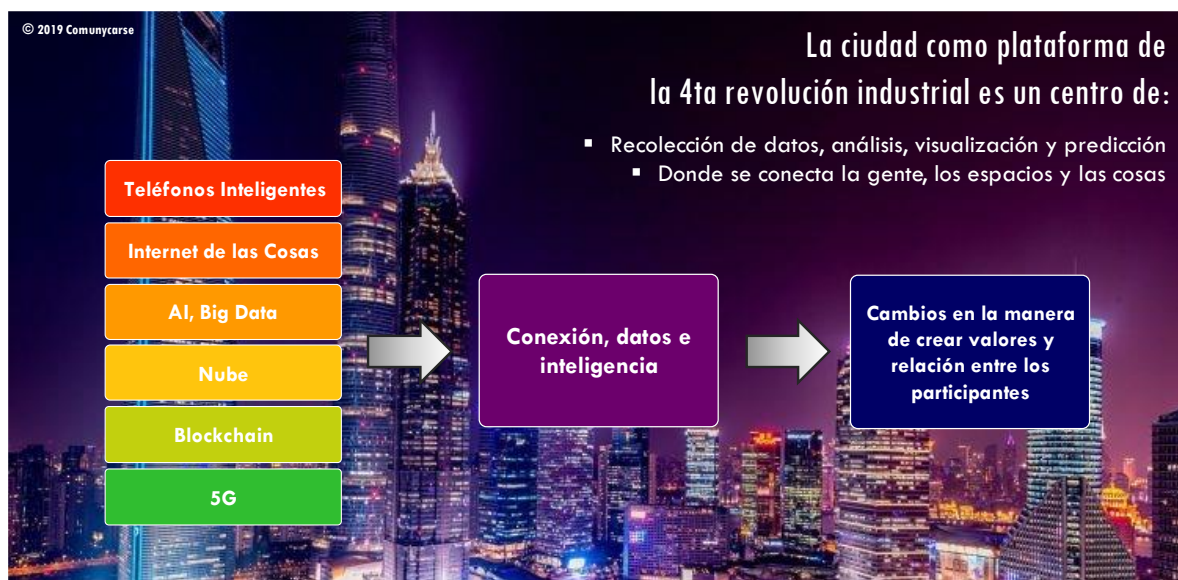 © 2019 Comunycarse
La ciudad como plataforma de
la 4ta revolución industrial es un centro de:
▪ Recolección de datos, análisis, visualización y predicción
▪ Donde se conecta la gente, los espacios y las cosas
Teléfonos Inteligentes
Internet de las Cosas
AI, Big Data
Nube
Blockchain
5G
Conexión, datos e
inteligencia
Cambios en la manera
de crear valores y
relación entre los
participantes